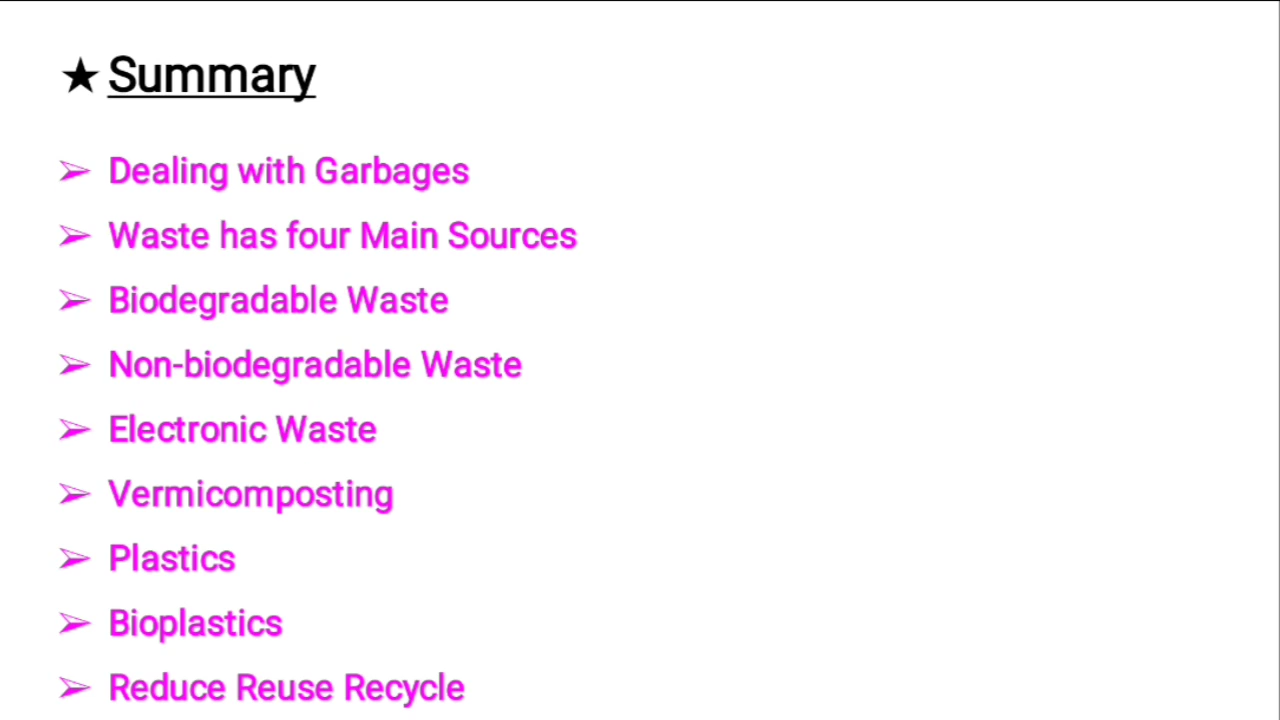 ★ Summary
➢ Dealing with Garbages
➢ Waste has four Main Sources
➢ Biodegradable Waste
➢ Non-biodegradable Waste
➢ Electronic Waste
➢ Vermicomposting
➢ Plastics
➢ Bioplastics
➢ Reduce Reuse Recycle